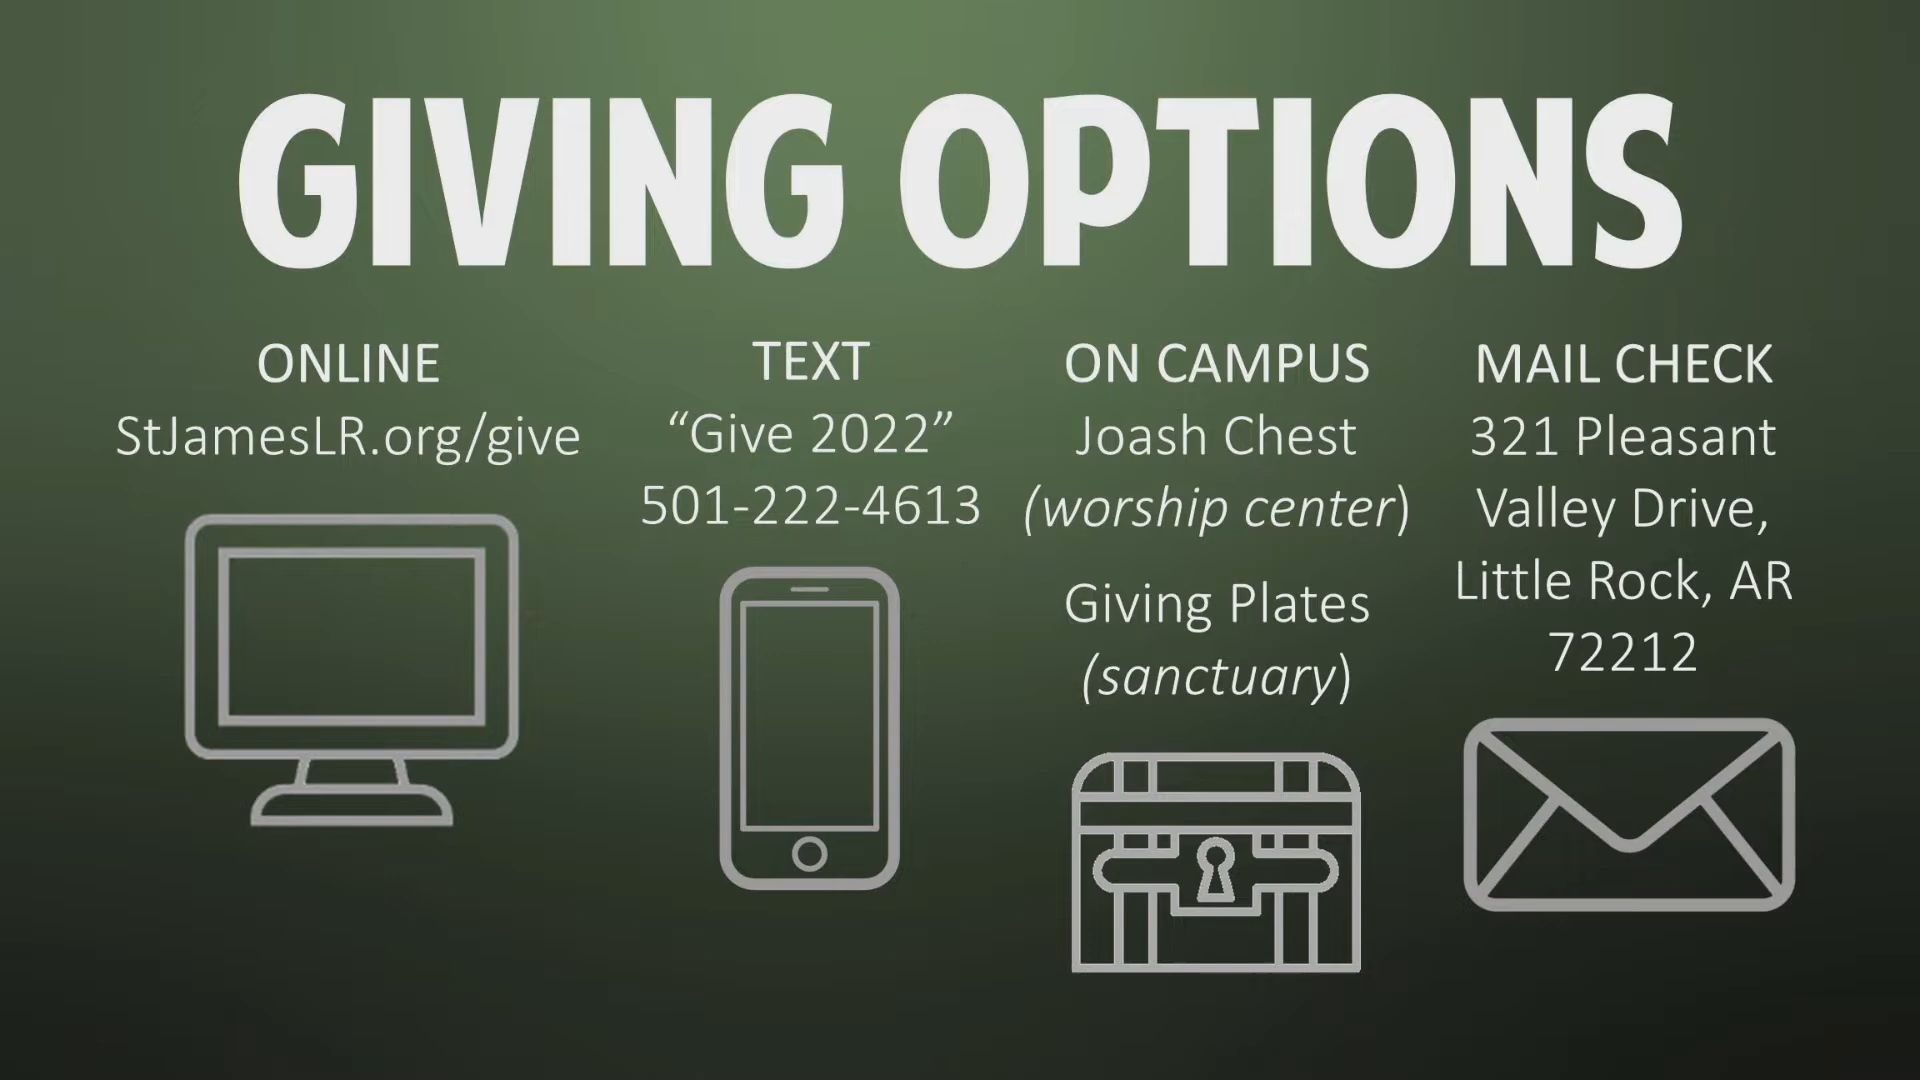 GIVING OPTIONS
ONLINE
StJamesLR.org/give
TEXT
“Give 2022”
501-222-4613
ON CAMPUS
Joash Chest
(worship center)
Giving Plates
(sanctuary)
MAIL CHECK
321 Pleasant
Valley Drive,
Little Rock, AR
72212